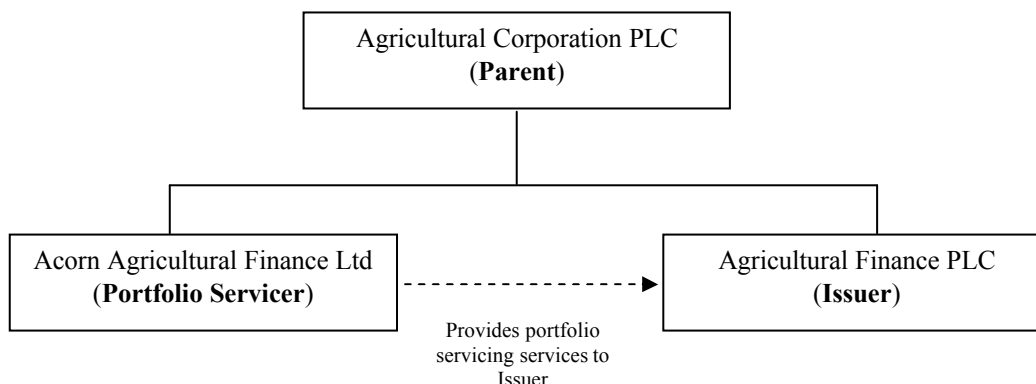 Agricultural Corporation PLC
(Parent)
Acorn Agricultural Finance Ltd
(Portfolio Servicer)
Agricultural Finance PLC
(Issuer)
Provides portfolio
servicing services to
Issuer